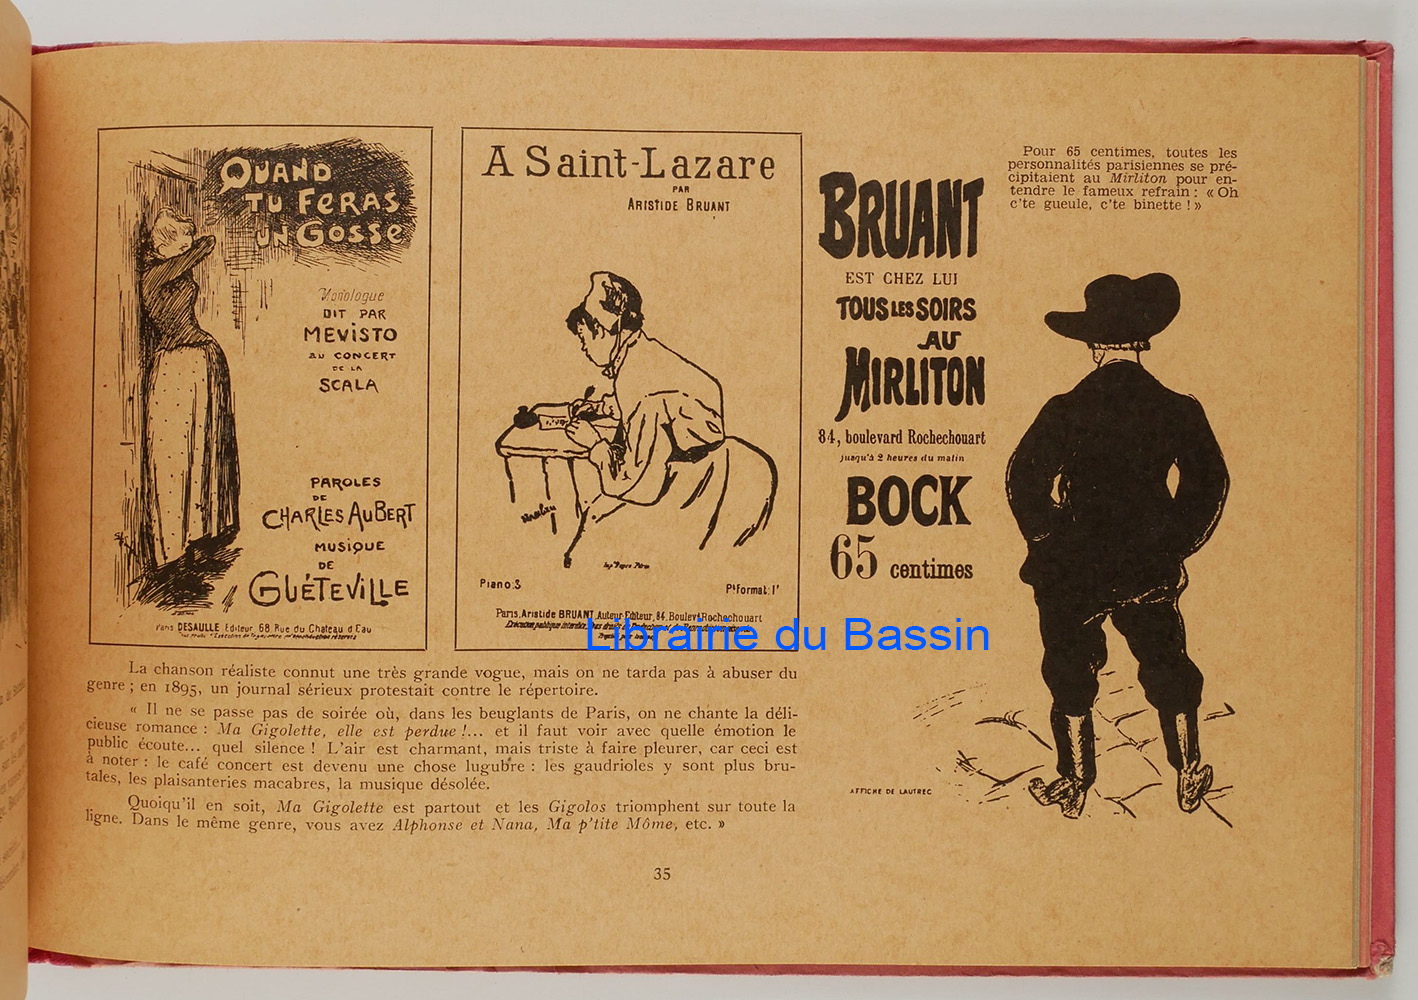 QUAND
TU FERAS
UN GOSSE
Monologue
DIT PAR
MEVISTO
AU CONCERT
DE LA
SCALA
PAROLES
DE
CHARLES AUBERT
MUSIQUE
DE
GUÉTEVILLE
Paris DESAULLE Editeur 68 Rue du Chateau d'Eau
A Saint-Lazare
PAR
ARISTIDE BRUANT
Piano: 3
Pt Format: 1f
Paris, Aristide BRUANT, Auteur-Editeur, 84, Boulevt Rochechouart
BRUANT
EST CHEZ LUI
TOUS LES SOIRS
AU
MIRLITON
84, boulevard Rochechouart
jusqu'à 2 heures du matin
BOCK
65 centimes
AFFICHE DE LAUTREC
Pour 65 centimes, toutes les
personnalités parisiennes se pré-
cipitaient au Mirliton pour en-
tendre le fameux refrain : « Oh
c'te gueule, c'te binette ! »
Librairie du Bassin
La chanson réaliste connut une très grande vogue, mais on ne tarda pas à abuser du
genre ; en 1895, un journal sérieux protestait contre le répertoire.
« Il ne se passe pas de soirée où, dans les beuglants de Paris, on ne chante la déli-
cieuse romance : Ma Gigolette, elle est perdue !... et il faut voir avec quelle émotion le
public écoute... quel silence ! L'air est charmant, mais triste à faire pleurer, car ceci est
à noter : le café concert est devenu une chose lugubre : les gaudrioles y sont plus bru-
tales, les plaisanteries macabres, la musique désolée.
Quoiqu'il en soit, Ma Gigolette est partout et les Gigolos triomphent sur toute la
ligne. Dans le même genre, vous avez Alphonse et Nana, Ma p'tite Môme, etc. »
35